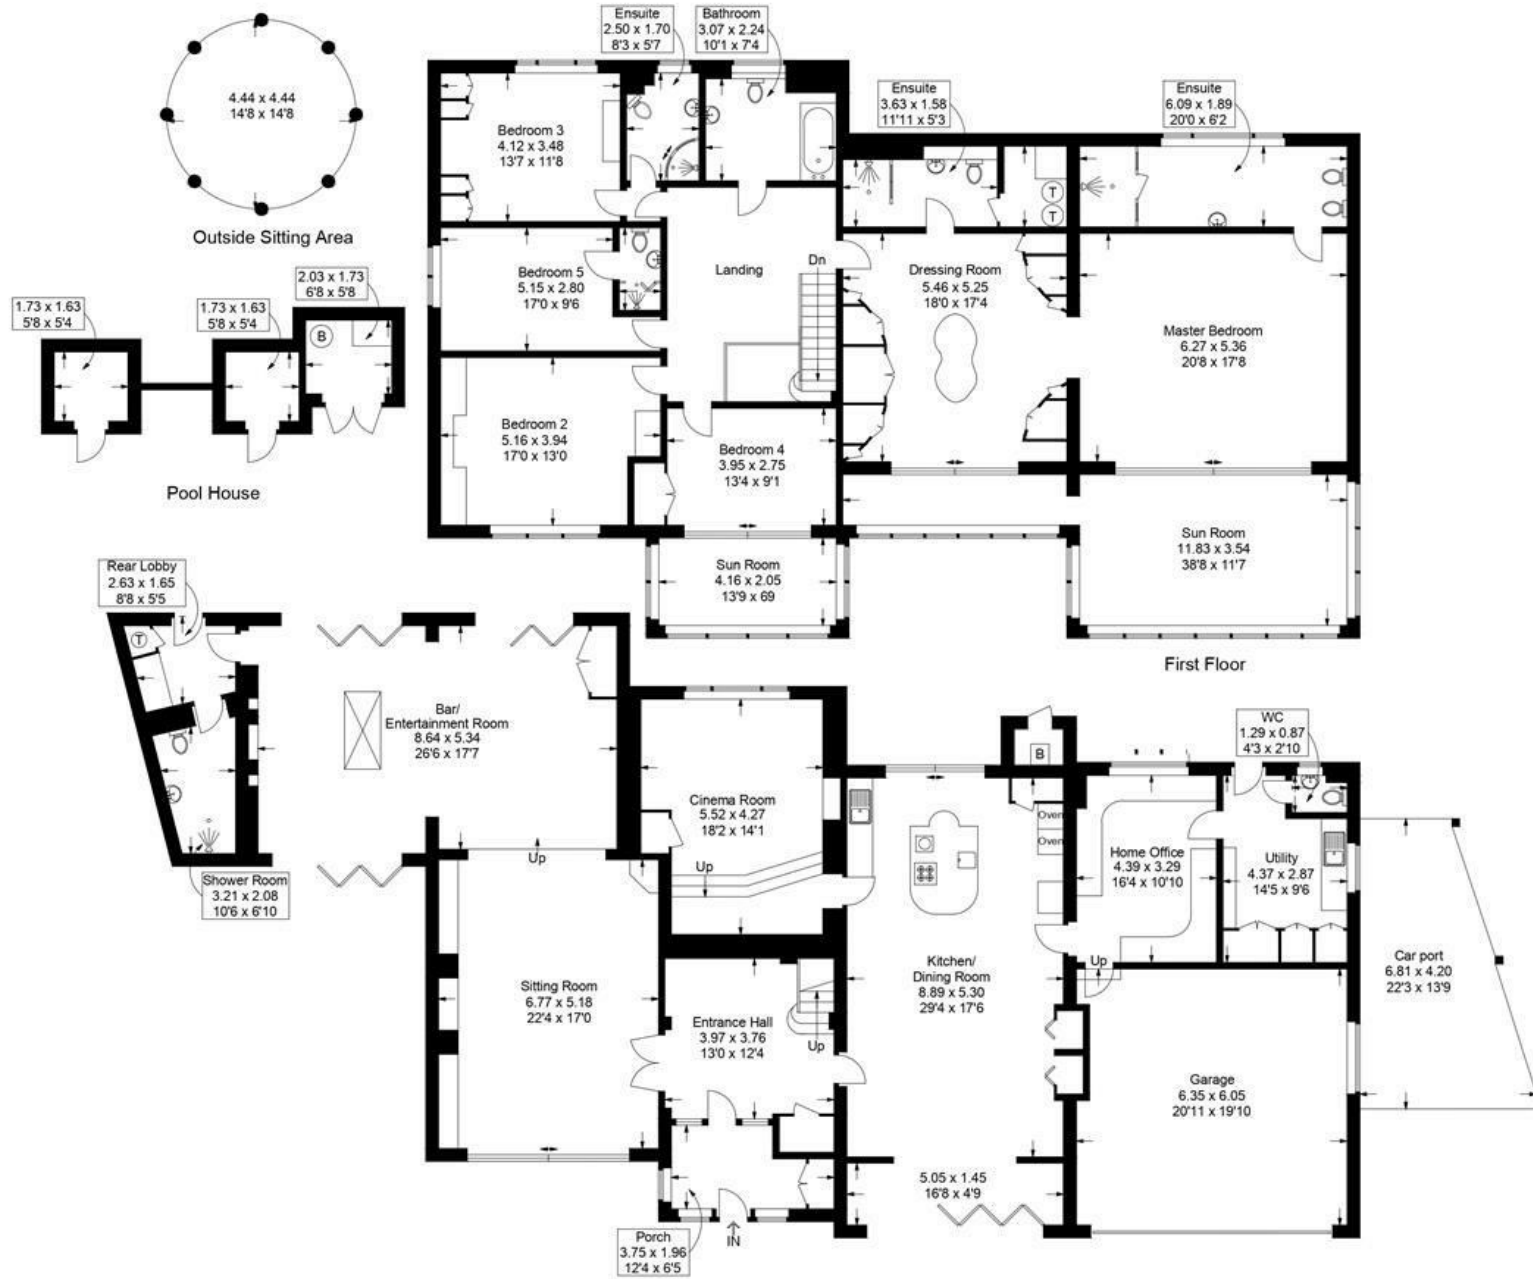 Ensuite
2.50 x 1.70
8'3 x 5'7
Bathroom
3.07 x 2.24
10'1 x 7'4
4.44 x 4.44
14'8 x 14'8
Outside Sitting Area
Ensuite
3.63 x 1.58
11'11 x 5'3
Ensuite
6.09 x 1.89
20'0 x 6'2
Bedroom 3
4.12 x 3.48
13'7 x 11'8
T
T
Bedroom 5
5.15 x 2.80
17'0 x 9'6
Landing
Dn
Dressing Room
5.46 x 5.25
18'0 x 17'4
Master Bedroom
6.27 x 5.36
20'8 x 17'8
1.73 x 1.63
5'8 x 5'4
1.73 x 1.63
5'8 x 5'4
2.03 x 1.73
6'8 x 5'8
B
Pool House
Bedroom 2
5.16 x 3.94
17'0 x 13'0
Bedroom 4
3.95 x 2.75
13'4 x 9'1
Sun Room
4.16 x 2.05
13'9 x 69
Sun Room
11.83 x 3.54
38'8 x 11'7
First Floor
Rear Lobby
2.63 x 1.65
8'8 x 5'5
T
Bar/
Entertainment Room
8.64 x 5.34
26'6 x 17'7
Up
Shower Room
3.21 x 2.08
10'6 x 6'10
Cinema Room
5.52 x 4.27
18'2 x 14'1
Up
B
Oven
Oven
WC
1.29 x 0.87
4'3 x 2'10
Home Office
4.39 x 3.29
16'4 x 10'10
Up
Utility
4.37 x 2.87
14'5 x 9'6
Car port
6.81 x 4.20
22'3 x 13'9
Sitting Room
6.77 x 5.18
22'4 x 17'0
Entrance Hall
3.97 x 3.76
13'0 x 12'4
Up
Kitchen/
Dining Room
8.89 x 5.30
29'4 x 17'6
Garage
6.35 x 6.05
20'11 x 19'10
5.05 x 1.45
16'8 x 4'9
Porch
3.75 x 1.96
12'4 x 6'5
IN